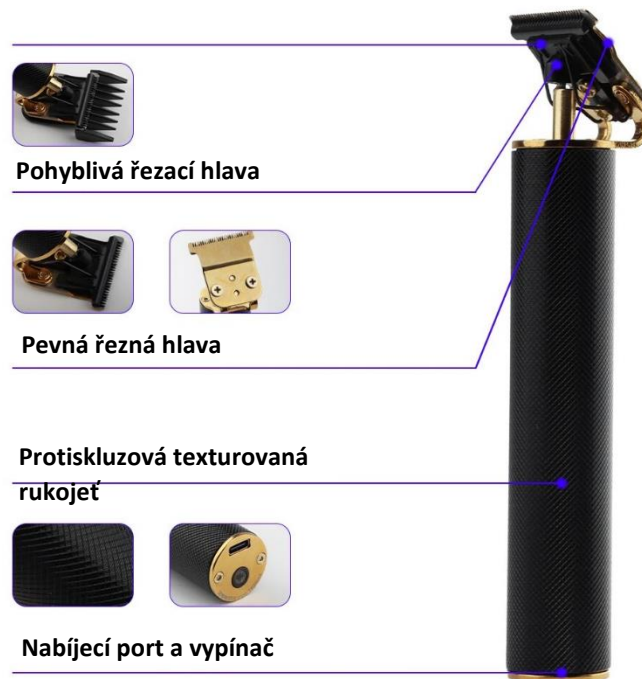 Pohyblivá řezací hlava
Pevná řezná hlava
Protiskluzová texturovaná
rukojeť
Nabíjecí port a vypínač